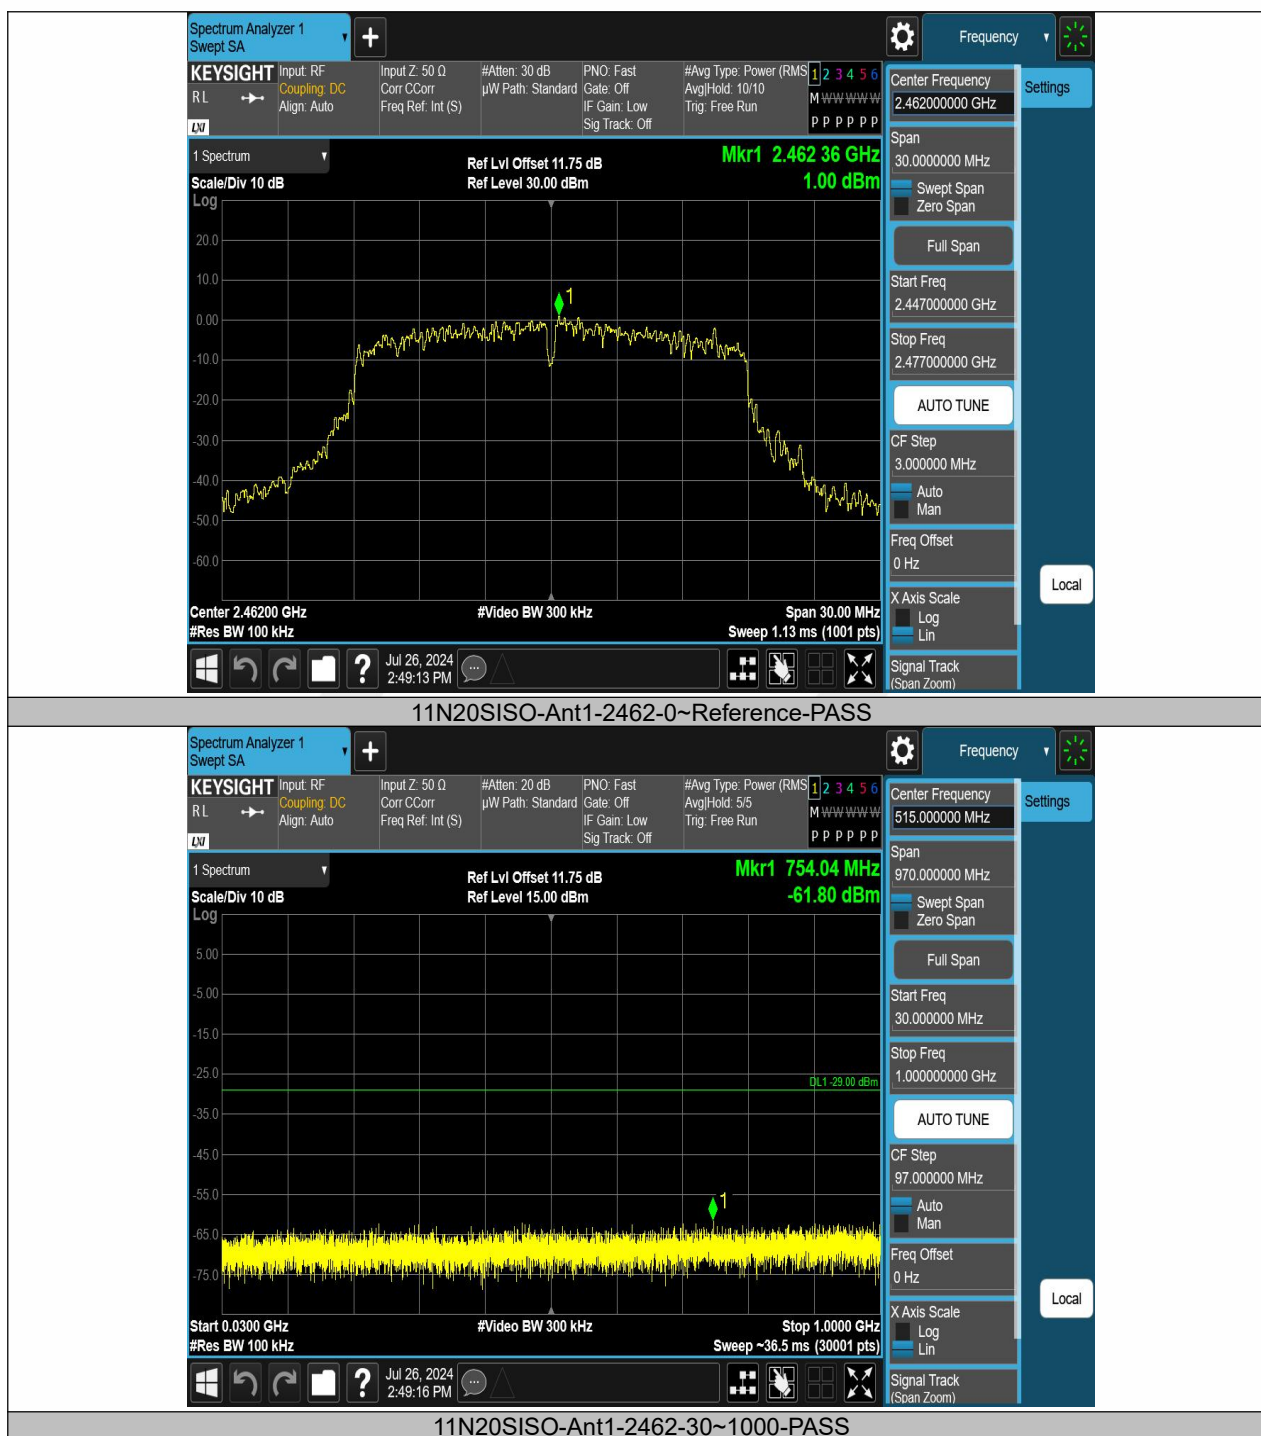 Spectrum Analyzer 1
Swept SA
Frequency
KEYSIGHT
RL
LXI
Input: RF
Coupling: DC
Align: Auto
Input Z: 50 Ω
Corr CCorr
Freq Ref: Int (S)
#Atten: 30 dB
µW Path: Standard
PNO: Fast
Gate: Off
IF Gain: Low
Sig Track: Off
#Avg Type: Power (RMS
Avg|Hold: 10/10
Trig: Free Run
1 2 3 4 5 6
M W W W W W
P P P P P P
1 Spectrum
Scale/Div 10 dB
Ref Lvl Offset 11.75 dB
Ref Level 30.00 dBm
Mkr1 2.462 36 GHz
1.00 dBm
Log
20.0
10.0
0.00
-10.0
-20.0
-30.0
-40.0
-50.0
-60.0
1
Center 2.46200 GHz
#Res BW 100 kHz
#Video BW 300 kHz
Span 30.00 MHz
Sweep 1.13 ms (1001 pts)
Jul 26, 2024
2:49:13 PM
Center Frequency
2.462000000 GHz
Span
30.0000000 MHz
Swept Span
Zero Span
Full Span
Start Freq
2.447000000 GHz
Stop Freq
2.477000000 GHz
AUTO TUNE
CF Step
3.000000 MHz
Auto
Man
Freq Offset
0 Hz
X Axis Scale
Log
Lin
Signal Track
(Span Zoom)
Settings
Local
11N20SISO-Ant1-2462-0~Reference-PASS
Spectrum Analyzer 1
Swept SA
Frequency
KEYSIGHT
RL
LXI
Input: RF
Coupling: DC
Align: Auto
Input Z: 50 Ω
Corr CCorr
Freq Ref: Int (S)
#Atten: 20 dB
µW Path: Standard
PNO: Fast
Gate: Off
IF Gain: Low
Sig Track: Off
#Avg Type: Power (RMS
Avg|Hold: 5/5
Trig: Free Run
1 2 3 4 5 6
M W W W W W
P P P P P P
1 Spectrum
Scale/Div 10 dB
Ref Lvl Offset 11.75 dB
Ref Level 15.00 dBm
Mkr1 754.04 MHz
-61.80 dBm
Log
5.00
-5.00
-15.0
-25.0
-35.0
-45.0
-55.0
-65.0
-75.0
DL1 -29.00 dBm
1
Start 0.0300 GHz
#Res BW 100 kHz
#Video BW 300 kHz
Stop 1.0000 GHz
Sweep ~36.5 ms (30001 pts)
Jul 26, 2024
2:49:16 PM
Center Frequency
515.000000 MHz
Span
970.000000 MHz
Swept Span
Zero Span
Full Span
Start Freq
30.000000 MHz
Stop Freq
1.000000000 GHz
AUTO TUNE
CF Step
97.000000 MHz
Auto
Man
Freq Offset
0 Hz
X Axis Scale
Log
Lin
Signal Track
(Span Zoom)
Settings
Local
11N20SISO-Ant1-2462-30~1000-PASS